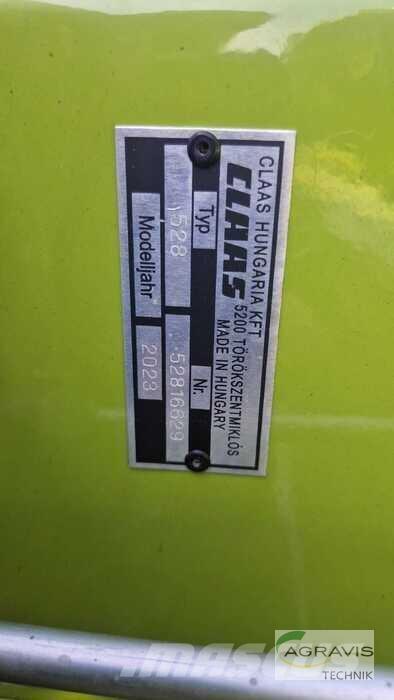 CLAAS HUNGARIA KFT
CLAAS
5200 TÖRÖKSZENTMIKLÓS
MADE IN HUNGARY
Typ
Nr.
528
52816629
Modelljahr
2023
AGRAVIS
TECHNIK